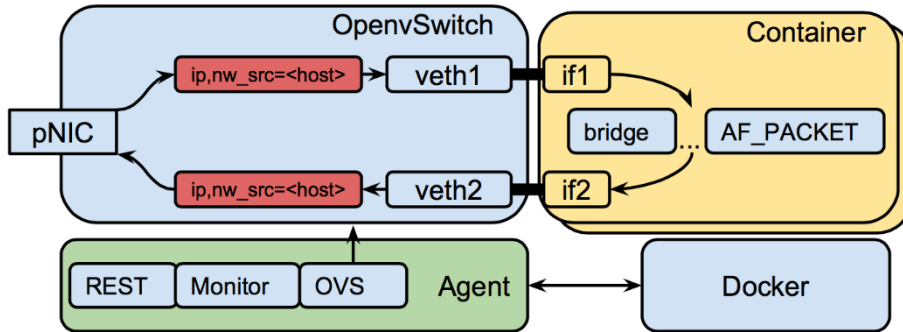 OpenvSwitch
Container
ip,nw_src=<host>
veth1
if1
pNIC
bridge
...
AF_PACKET
ip,nw_src=<host>
veth2
if2
REST
Monitor
OVS
Agent
Docker